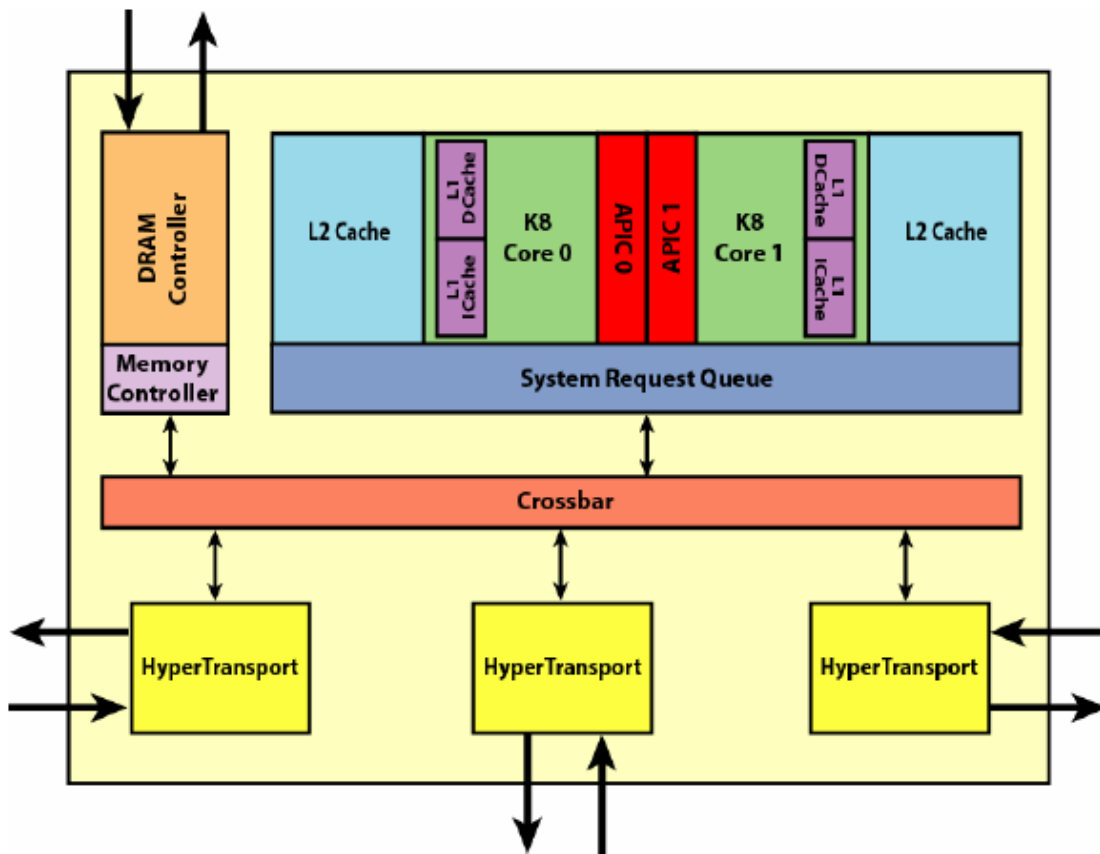 DRAM
Controller
Memory
Controller
L2 Cache
L1
DCache
L1
ICache
K8
Core 0
APIC 0
APIC 1
K8
Core 1
L1
DCache
L1
ICache
L2 Cache
System Request Queue
Crossbar
HyperTransport
HyperTransport
HyperTransport